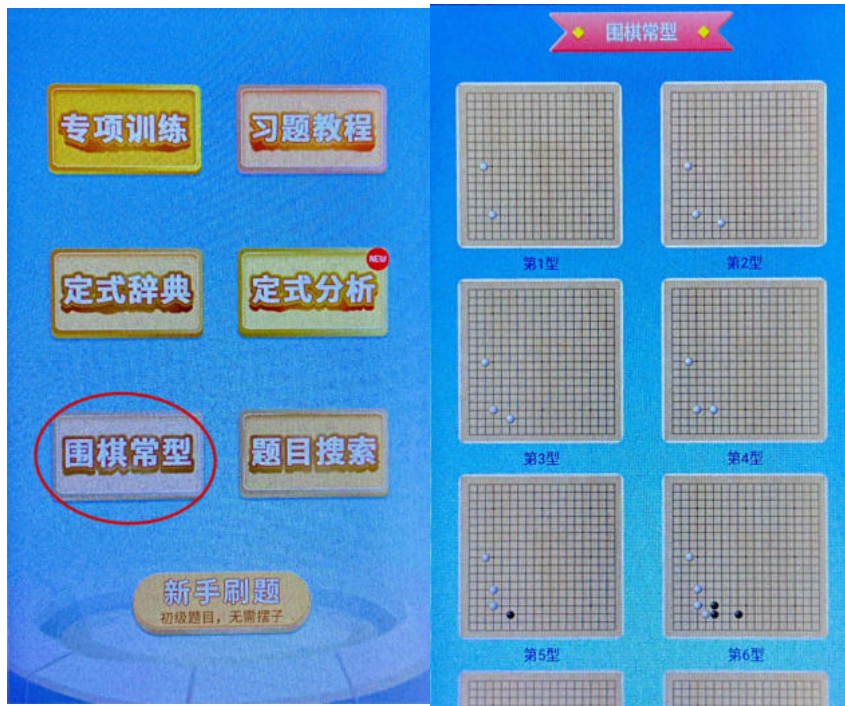 专项训练
习题教程
定式辞典
定式分析
NEW
围棋常型
题目搜索
新手刷题
初级题目，无需摆子
围棋常型
第1型
第2型
第3型
第4型
第5型
第6型